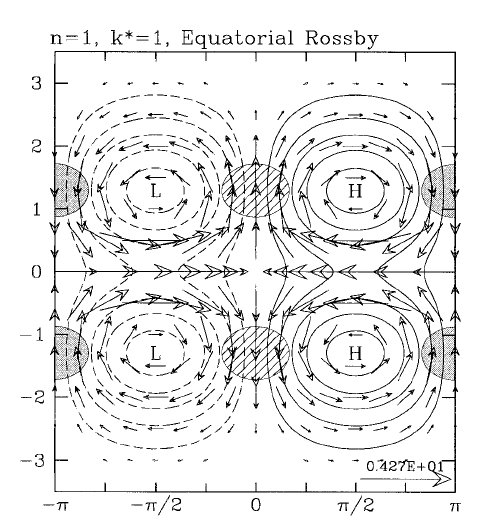 n=1, k*=1, Equatorial Rossby
3
2
L H
1
0
−1
L H
−2
−3
0.427E+01
−π −π/2 0 π/2 π